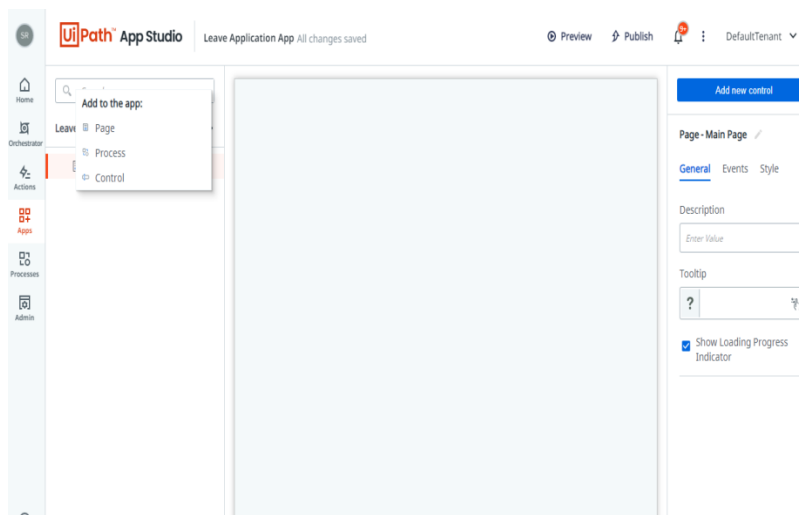 SR
UiPath™ App Studio
Leave Application App All changes saved
Preview
Publish
9+
DefaultTenant
Home
Orchestrator
Actions
Apps
Processes
Admin
Add to the app:
Leave
Page
Process
Control
Add new control
Page - Main Page
General Events Style
Description
Enter Value
Tooltip
?
Show Loading Progress
Indicator